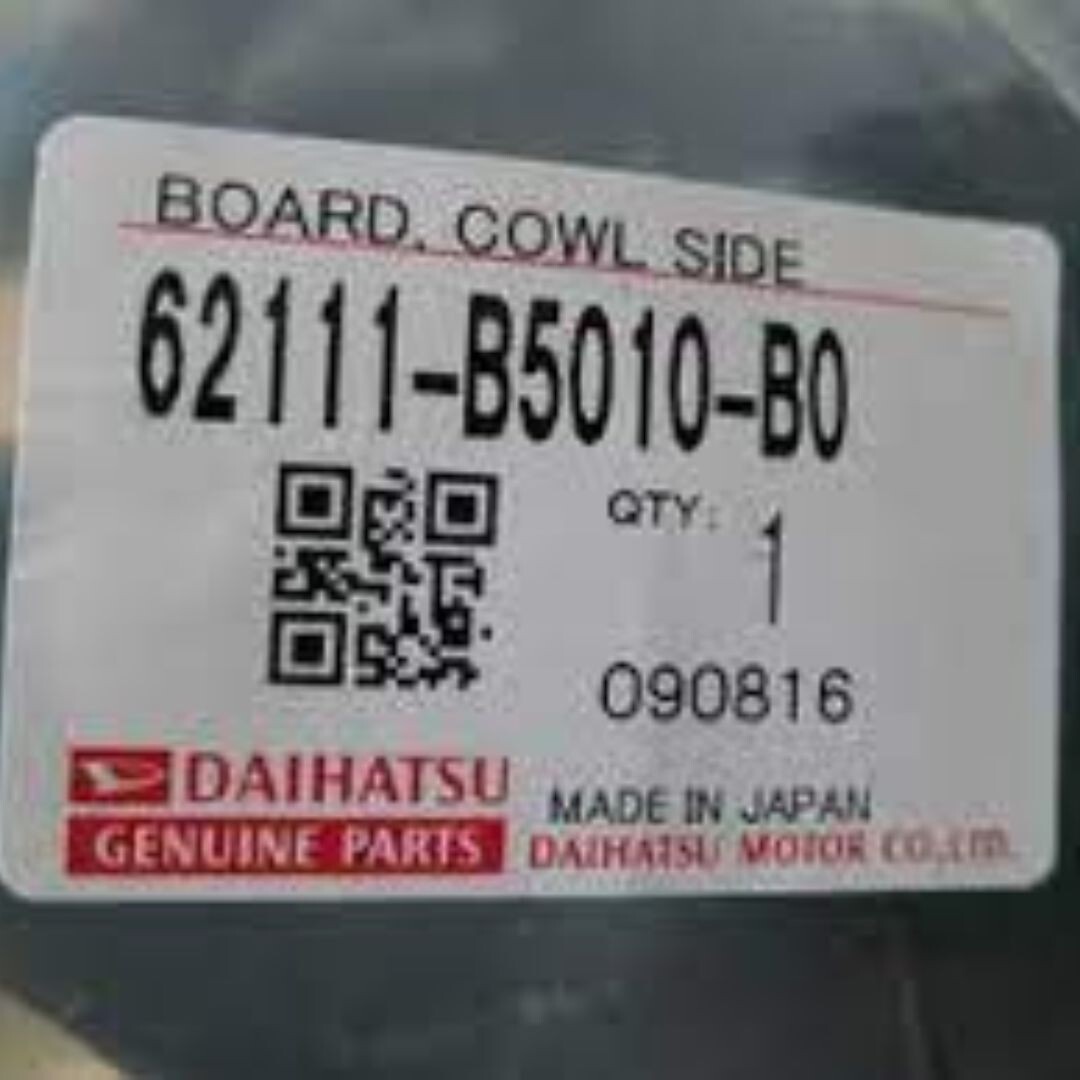 BOARD, COWL SIDE
62111-B5010-B0
QTY: 1
090816
DAIHATSU
GENUINE PARTS
MADE IN JAPAN
DAIHATSU MOTOR CO.,LTD.